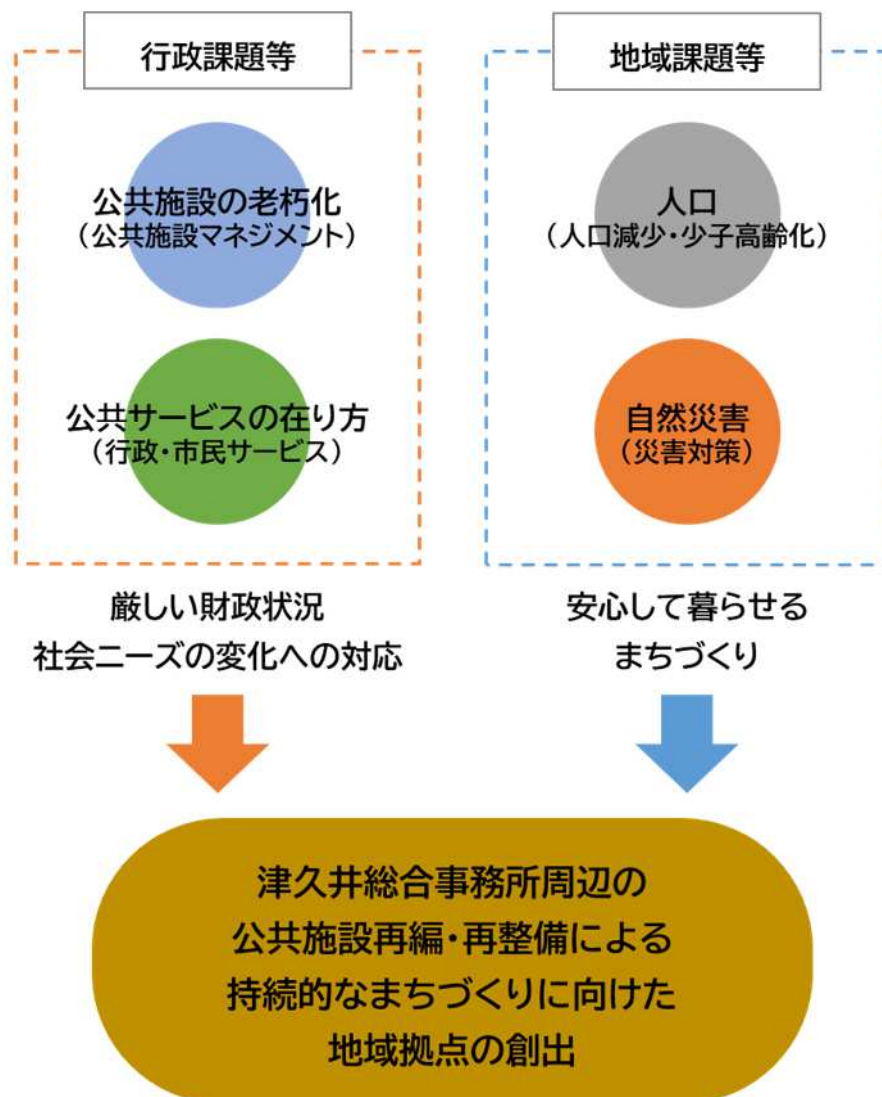 行政課題等
公共施設の老朽化
（公共施設マネジメント）
公共サービスの在り方
（行政・市民サービス）
厳しい財政状況
社会ニーズの変化への対応
地域課題等
人口
（人口減少・少子高齢化）
自然災害
（災害対策）
安心して暮らせる
まちづくり
津久井総合事務所周辺の
公共施設再編・再整備による
持続的なまちづくりに向けた
地域拠点の創出